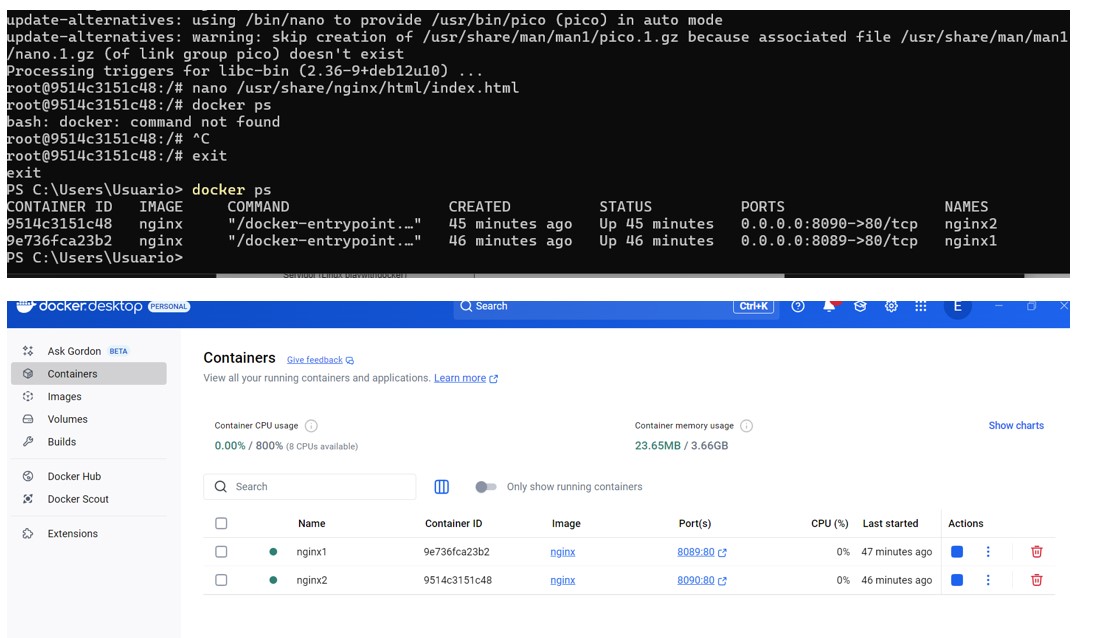 update-alternatives: using /bin/nano to provide /usr/bin/pico (pico) in auto mode
update-alternatives: warning: skip creation of /usr/share/man/man1/pico.1.gz because associated file /usr/share/man/man1
/nano.1.gz (of link group pico) doesn't exist
Processing triggers for libc-bin (2.36-9+deb12u10) ...
root@9514c3151c48:/# nano /usr/share/nginx/html/index.html
root@9514c3151c48:/# docker ps
bash: docker: command not found
root@9514c3151c48:/# ^C
root@9514c3151c48:/# exit
exit
PS C:\Users\Usuario> docker ps
CONTAINER ID IMAGE COMMAND CREATED STATUS PORTS NAMES
9514c3151c48 nginx "/docker-entrypoint.…" 45 minutes ago Up 45 minutes 0.0.0.0:8090->80/tcp nginx2
9e736fca23b2 nginx "/docker-entrypoint.…" 46 minutes ago Up 46 minutes 0.0.0.0:8089->80/tcp nginx1
PS C:\Users\Usuario>
docker.desktop PERSONAL Search Ctrl+K E
Ask Gordon BETA
Containers
Images
Volumes
Builds
Docker Hub
Docker Scout
Extensions
Containers Give feedback
View all your running containers and applications. Learn more
Container CPU usage Container memory usage
0.00% / 800% (8 CPUs available) 23.65MB / 3.66GB Show charts
Search Only show running containers
Name Container ID Image Port(s) CPU (%) Last started Actions
nginx1 9e736fca23b2 nginx 8089:80 0% 47 minutes ago
nginx2 9514c3151c48 nginx 8090:80 0% 46 minutes ago